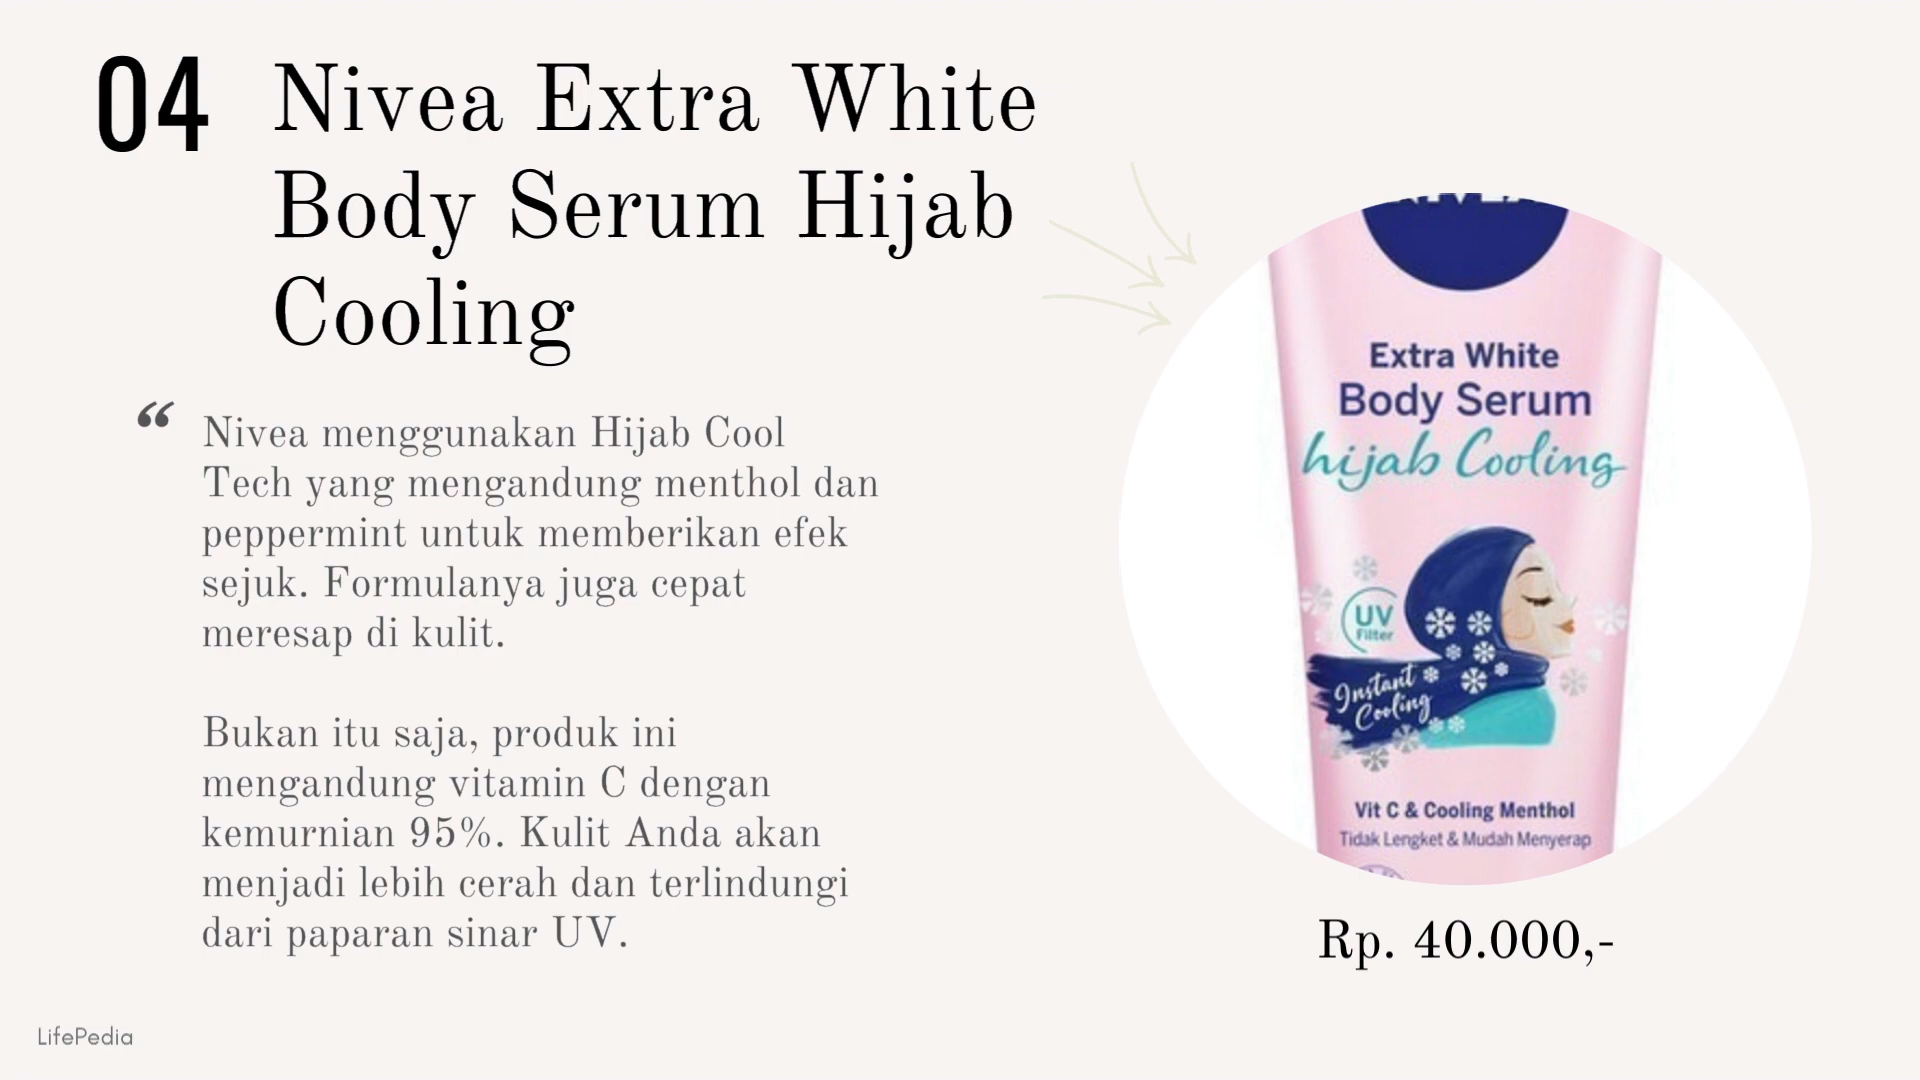 04
Nivea Extra White
Body Serum Hijab
Cooling
“
Nivea menggunakan Hijab Cool
Tech yang mengandung menthol dan
peppermint untuk memberikan efek
sejuk. Formulanya juga cepat
meresap di kulit.
Bukan itu saja, produk ini
mengandung vitamin C dengan
kemurnian 95%. Kulit Anda akan
menjadi lebih cerah dan terlindungi
dari paparan sinar UV.
Extra White
Body Serum
hijab Cooling
UV
Filter
Instant
Cooling
Vit C & Cooling Menthol
Tidak Lengket & Mudah Menyerap
Rp. 40.000,-
LifePedia